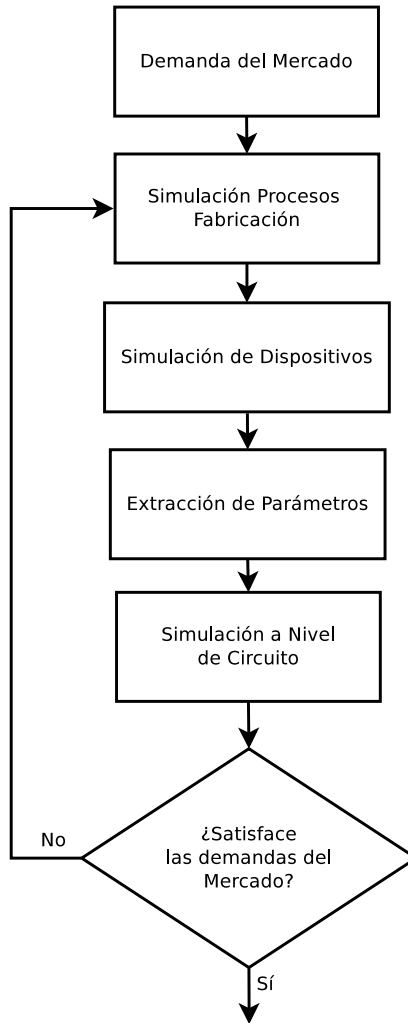 Demanda del Mercado
Simulación Procesos
Fabricación
Simulación de Dispositivos
Extracción de Parámetros
Simulación a Nivel
de Circuito
¿Satisface
las demandas del
Mercado?
No
Sí